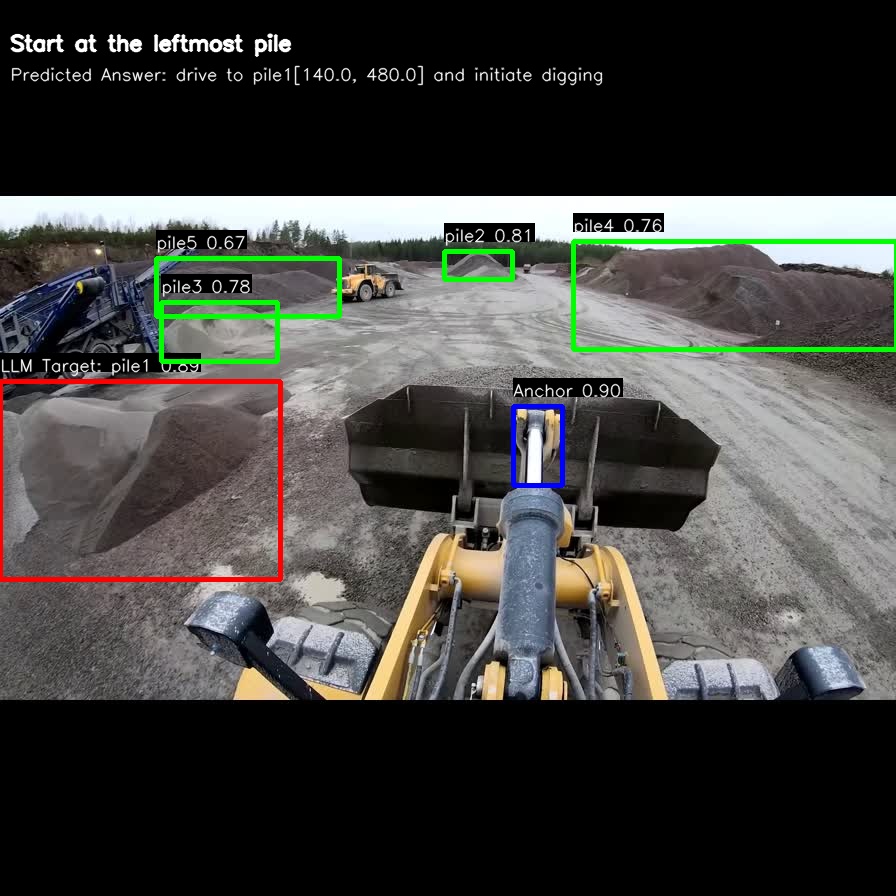 Start at the leftmost pile
Predicted Answer: drive to pile1[140.0, 480.0] and initiate digging
pile4 0.76
pile2 0.81
pile5 0.67
pile3 0.78
LLM Target: pile1 0.89
Anchor 0.90